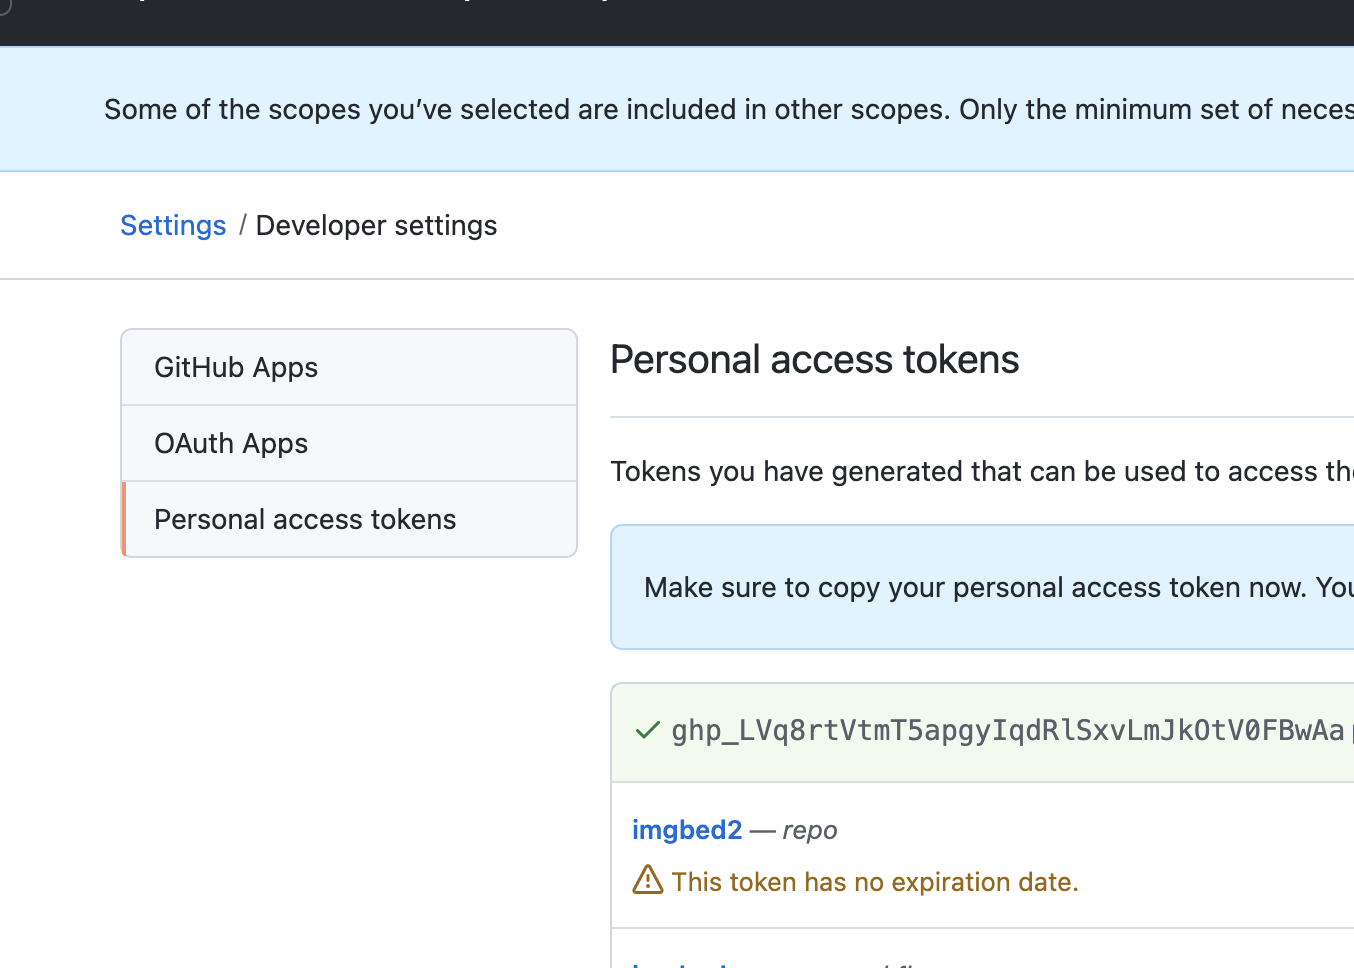 Some of the scopes you’ve selected are included in other scopes. Only the minimum set of neces
Settings / Developer settings
GitHub Apps
OAuth Apps
Personal access tokens
Personal access tokens
Tokens you have generated that can be used to access the
Make sure to copy your personal access token now. You
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
imgbed2 — repo
This token has no expiration date.